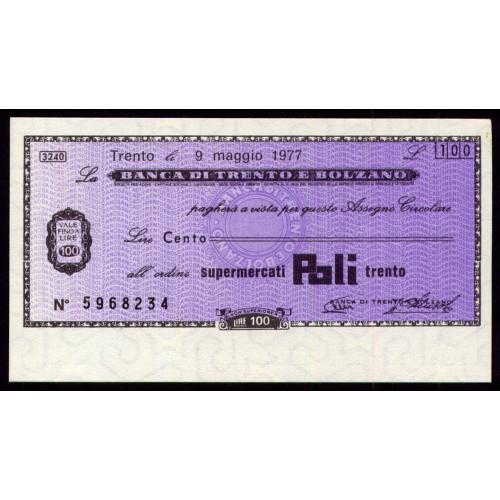 3240
Trento li 9 maggio 1977 L 100
La BANCA DI TRENTO E BOLZANO
pagherà a vista per questo Assegno Circolare
VALE
FINO A
LIRE
100
Lire Cento
all'ordine supermercati Poli trento
BANCA DI TRENTO E BOLZANO
N° 5968234
LIRE 100